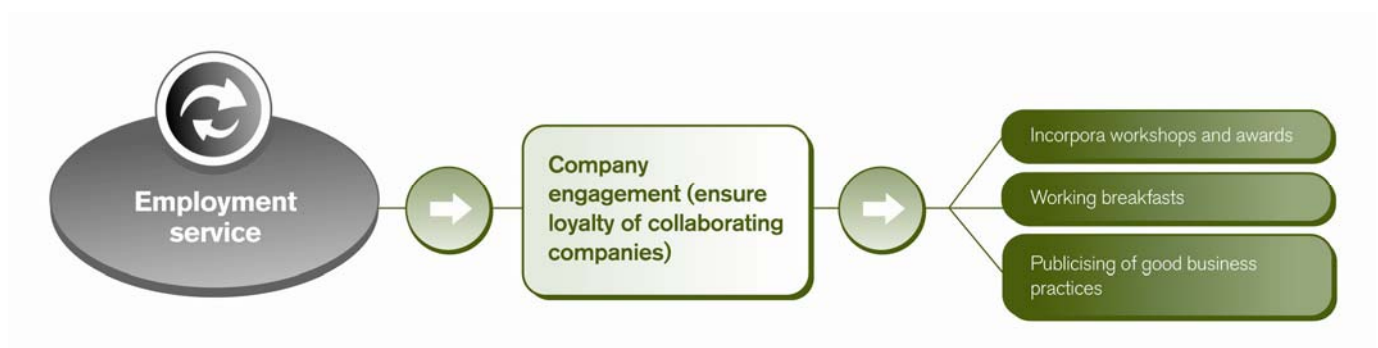 Employment
service
Company
engagement (ensure
loyalty of collaborating
companies)
Incorpora workshops and awards
Working breakfasts
Publicising of good business
practices